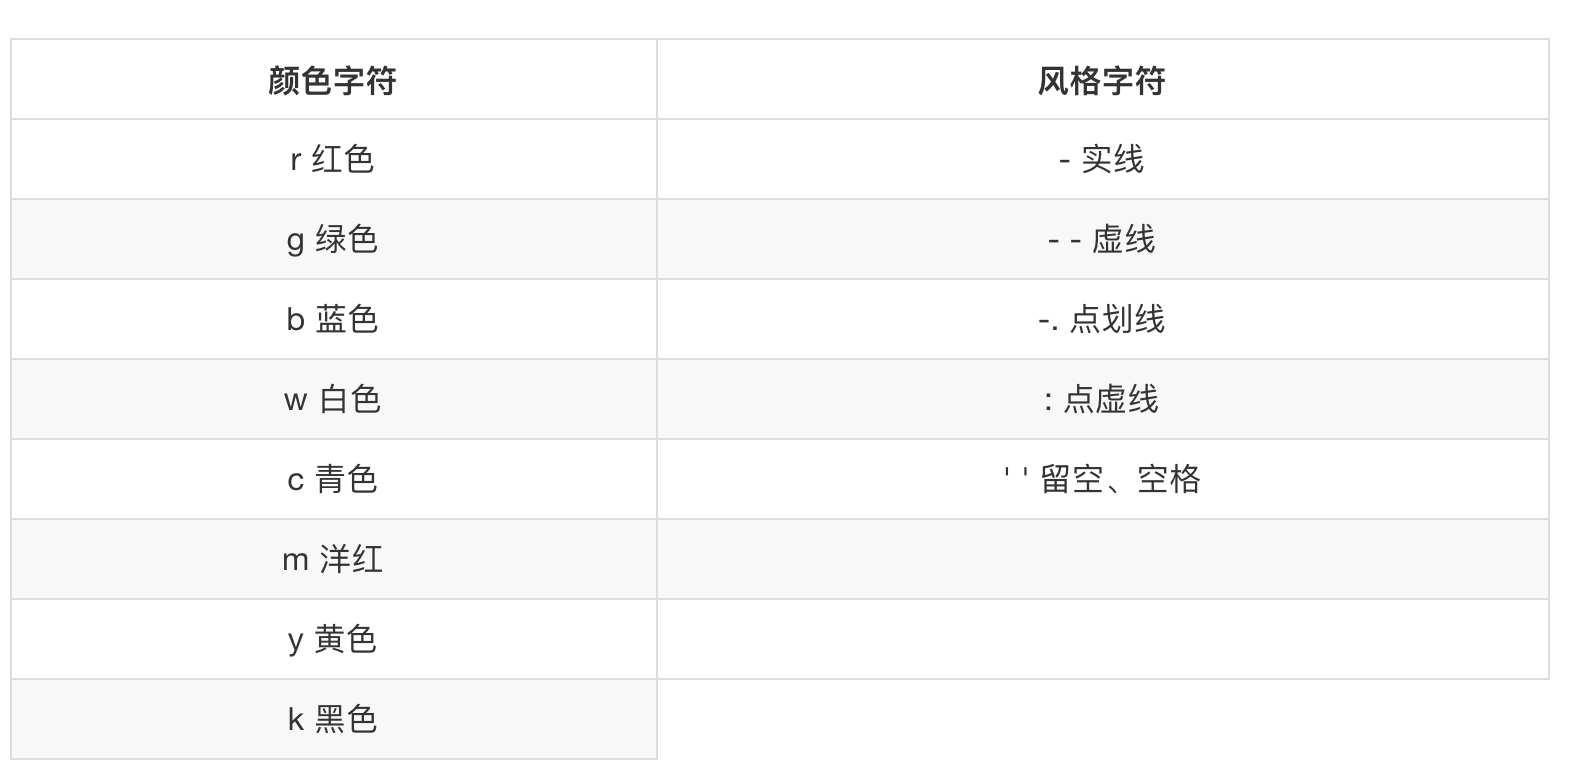 颜色字符 风格字符
r 红色 - 实线
g 绿色 - - 虚线
b 蓝色 -. 点划线
w 白色 : 点虚线
c 青色 ' ' 留空、空格
m 洋红
y 黄色
k 黑色